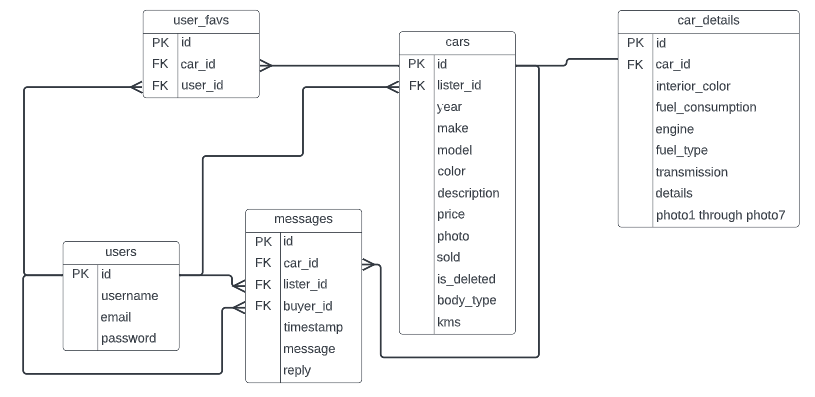 user_favs
PK id
FK car_id
FK user_id
cars
PK id
FK lister_id
year
make
model
color
description
price
photo
sold
is_deleted
body_type
kms
car_details
PK id
FK car_id
interior_color
fuel_consumption
engine
fuel_type
transmission
details
photo1 through photo7
users
PK id
username
email
password
messages
PK id
FK car_id
FK lister_id
FK buyer_id
timestamp
message
reply